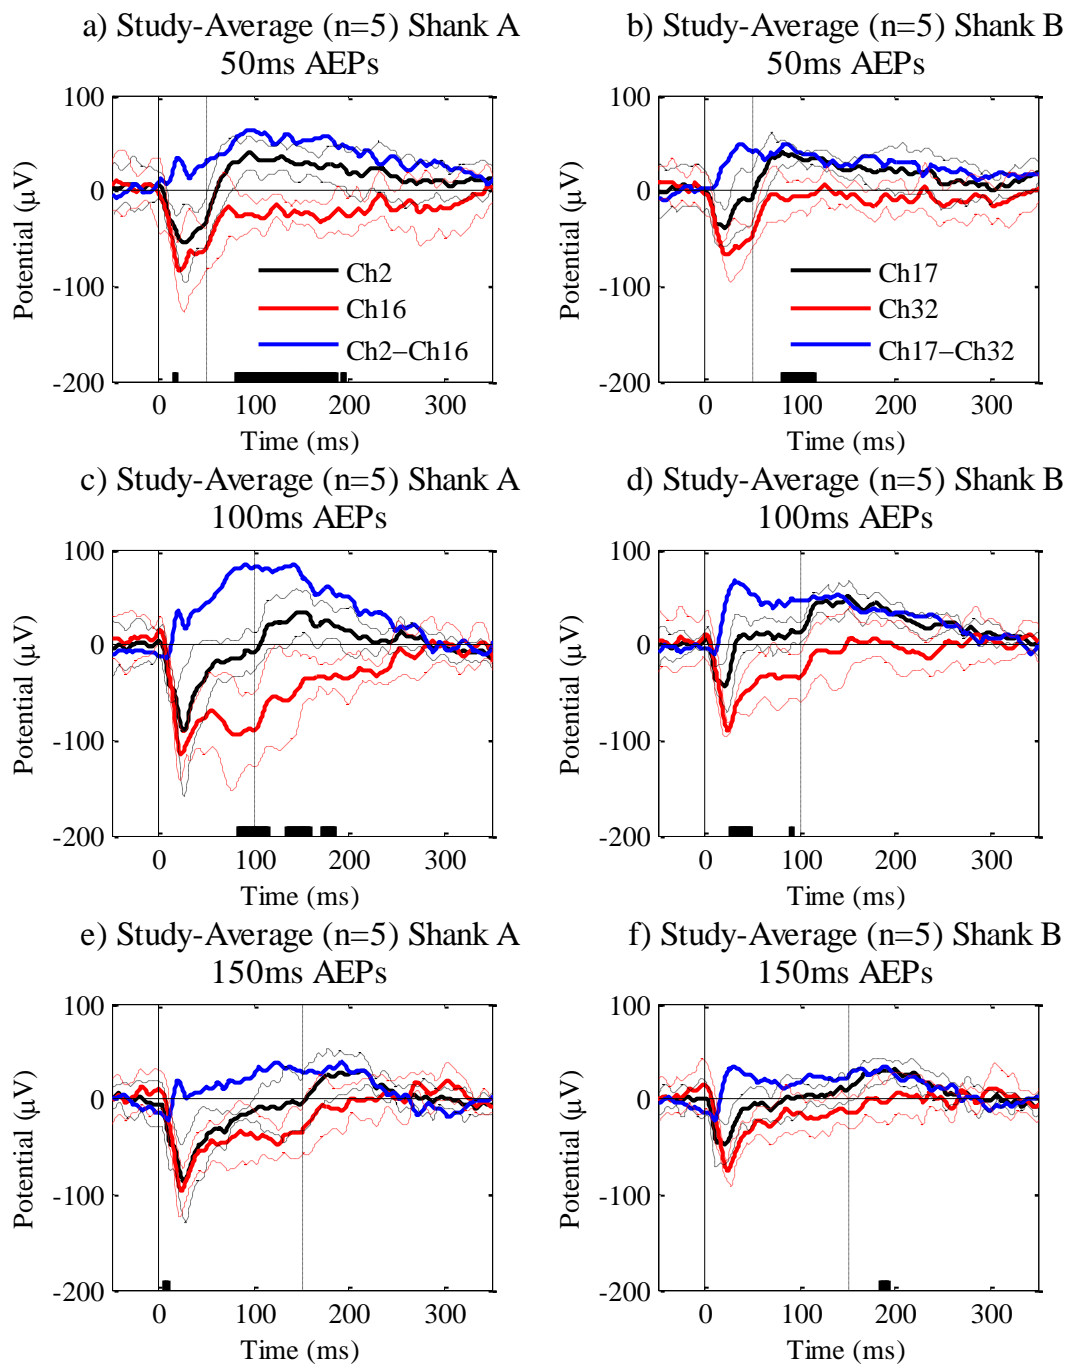 a) Study-Average (n=5) Shank A
50ms AEPs
100
0
-100
-200
Potential (µV)
Ch2
Ch16
Ch2−Ch16
0 100 200 300
Time (ms)
b) Study-Average (n=5) Shank B
50ms AEPs
100
0
-100
-200
Potential (µV)
Ch17
Ch32
Ch17−Ch32
0 100 200 300
Time (ms)
c) Study-Average (n=5) Shank A
100ms AEPs
100
0
-100
-200
Potential (µV)
0 100 200 300
Time (ms)
d) Study-Average (n=5) Shank B
100ms AEPs
100
0
-100
-200
Potential (µV)
0 100 200 300
Time (ms)
e) Study-Average (n=5) Shank A
150ms AEPs
100
0
-100
-200
Potential (µV)
0 100 200 300
Time (ms)
f) Study-Average (n=5) Shank B
150ms AEPs
100
0
-100
-200
Potential (µV)
0 100 200 300
Time (ms)